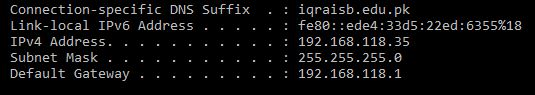 Connection-specific DNS Suffix  . : iqraisb.edu.pk
Link-local IPv6 Address . . . . . : fe80::ede4:33d5:22ed:6355%18
IPv4 Address. . . . . . . . . . . : 192.168.118.35
Subnet Mask . . . . . . . . . . . : 255.255.255.0
Default Gateway . . . . . . . . . : 192.168.118.1